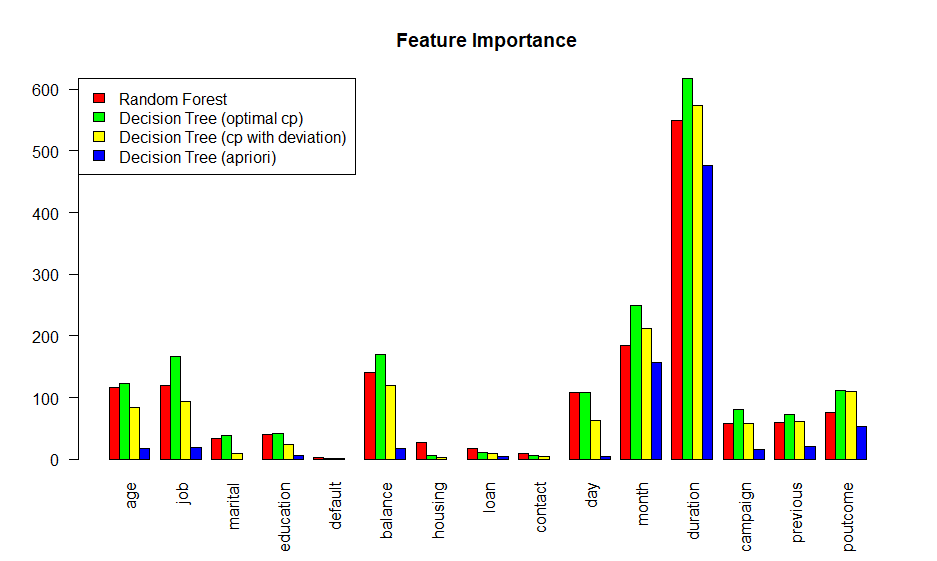 Feature Importance
Random Forest
Decision Tree (optimal cp)
Decision Tree (cp with deviation)
Decision Tree (apriori)
600
500
400
300
200
100
0
age
job
marital
education
default
balance
housing
loan
contact
day
month
duration
campaign
previous
poutcome